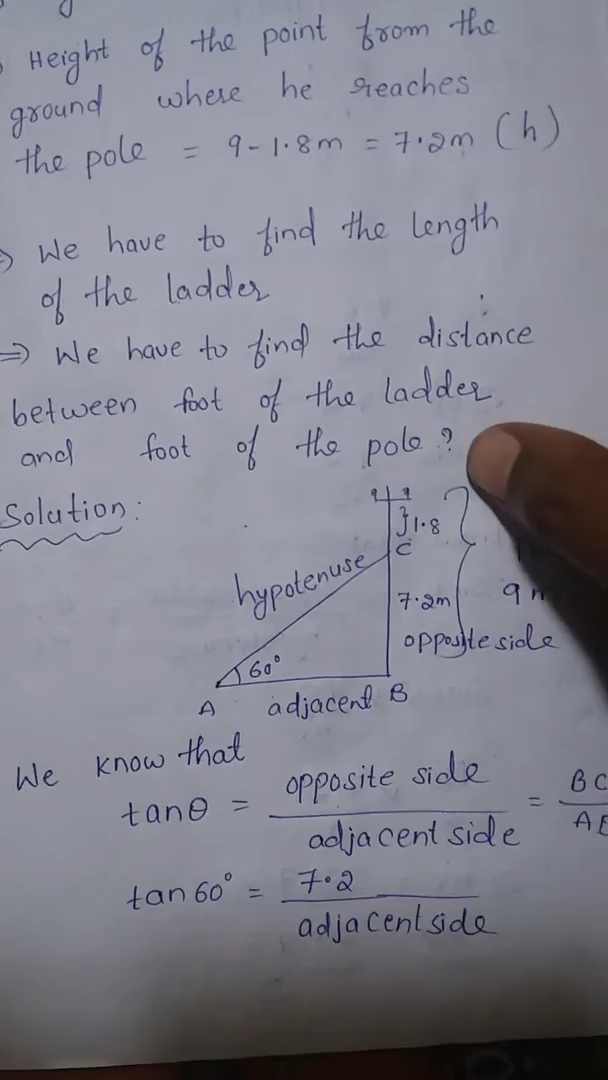 Height of the point from the
ground where he reaches
the pole = 9 - 1.8m = 7.2m (h)
We have to find the length
of the ladder
=> We have to find the distance
between foot of the ladder
and foot of the pole ?
Solution:
}1.8
C
hypotenuse
7.2m
9
opposite side
60°
A adjacent B
We know that
tanθ = opposite side / adjacent side = BC /
tan 60° = 7.2 / adjacent side